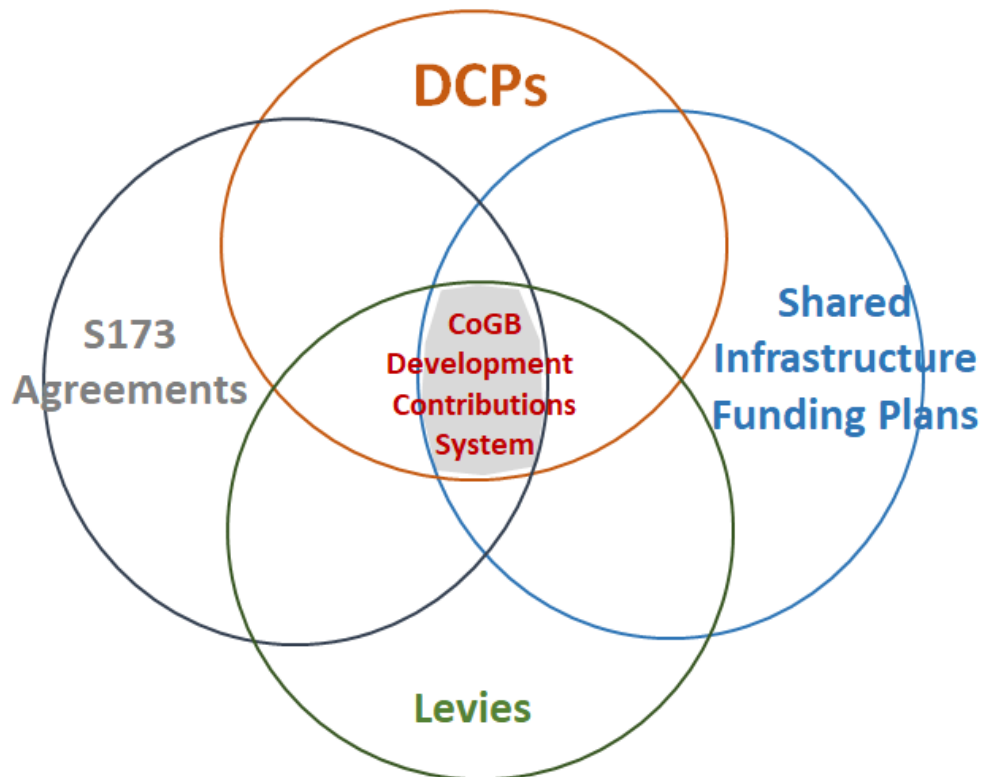 DCPs
S173
Agreements
CoGB
Development
Contributions
System
Shared
Infrastructure
Funding Plans
Levies